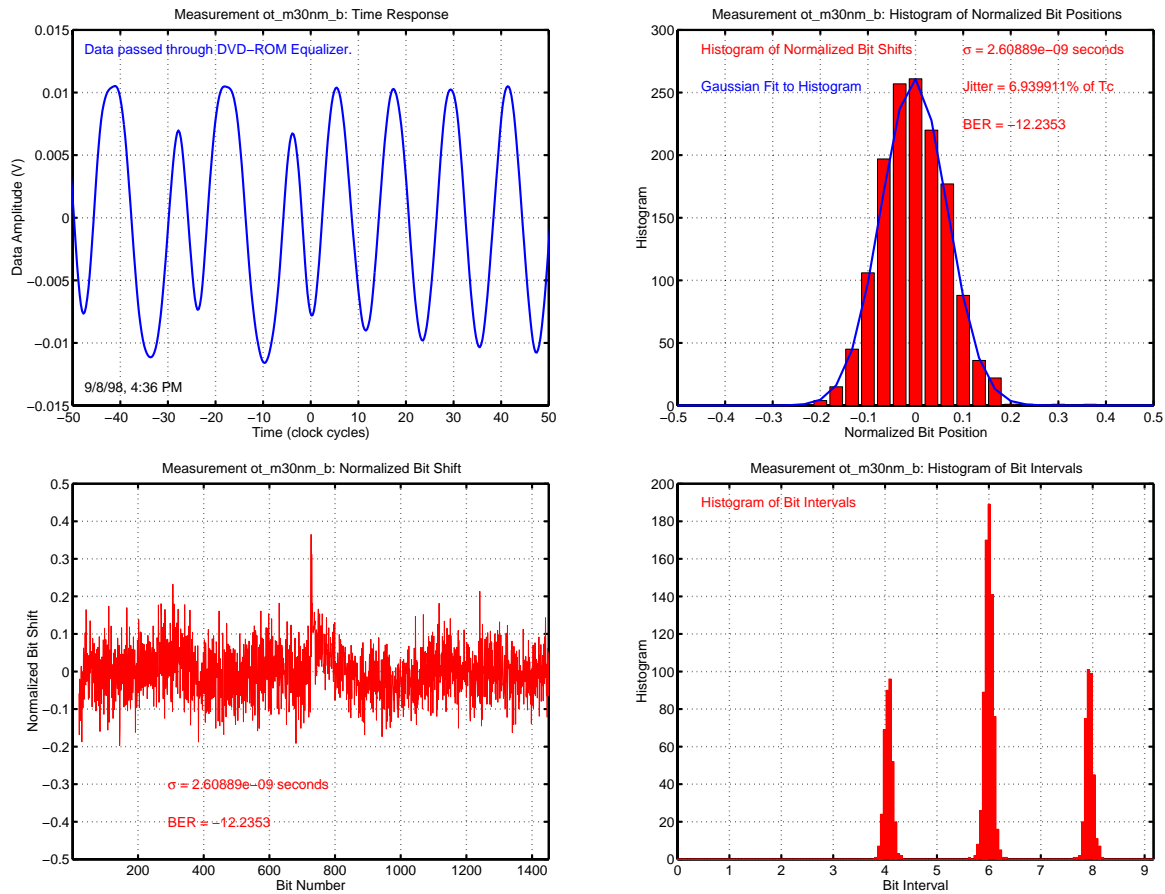 Measurement ot_m30nm_b: Time Response
0.015
Data passed through DVD−ROM Equalizer.
0.01
0.005
0
−0.005
−0.01
9/8/98, 4:36 PM
−0.015
−50 −40 −30 −20 −10 0 10 20 30 40 50
Time (clock cycles)
Data Amplitude (V)
Measurement ot_m30nm_b: Histogram of Normalized Bit Positions
300
Histogram of Normalized Bit Shifts
σ = 2.60889e−09 seconds
Gaussian Fit to Histogram
Jitter = 6.939911% of Tc
BER = −12.2353
250
200
150
100
50
0
−0.5 −0.4 −0.3 −0.2 −0.1 0 0.1 0.2 0.3 0.4 0.5
Normalized Bit Position
Histogram
Measurement ot_m30nm_b: Normalized Bit Shift
0.5
0.4
0.3
0.2
0.1
0
−0.1
−0.2
−0.3
σ = 2.60889e−09 seconds
−0.4
BER = −12.2353
−0.5
200 400 600 800 1000 1200 1400
Bit Number
Normalized Bit Shift
Measurement ot_m30nm_b: Histogram of Bit Intervals
200
Histogram of Bit Intervals
180
160
140
120
100
80
60
40
20
0
0 1 2 3 4 5 6 7 8 9
Bit Interval
Histogram